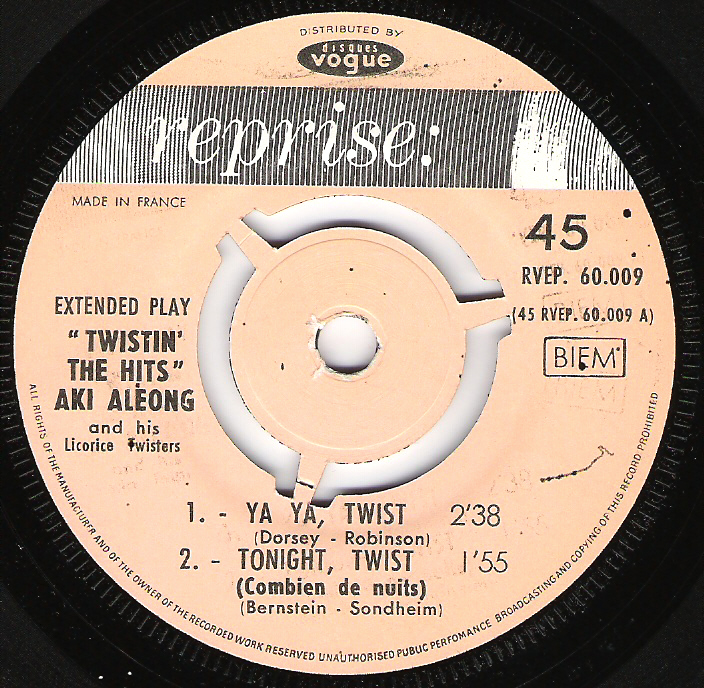 DISTRIBUTED BY
disques
vogue
reprise:
MADE IN FRANCE
45
RVEP. 60.009
(45 RVEP. 60.009 A)
BIEM
EXTENDED PLAY
"TWISTIN'
THE HITS"
AKI ALEONG
and his
Licorice Twisters
1. - YA YA, TWIST 2'38
(Dorsey - Robinson)
2. - TONIGHT, TWIST 1'55
(Combien de nuits)
(Bernstein - Sondheim)
ALL RIGHTS OF THE MANUFACTURER AND OF THE OWNER OF THE RECORDED WORK RESERVED UNAUTHORISED PUBLIC PERFOMANCE BROADCASTING AND COPYING OF THIS RECORD PROHIBITED